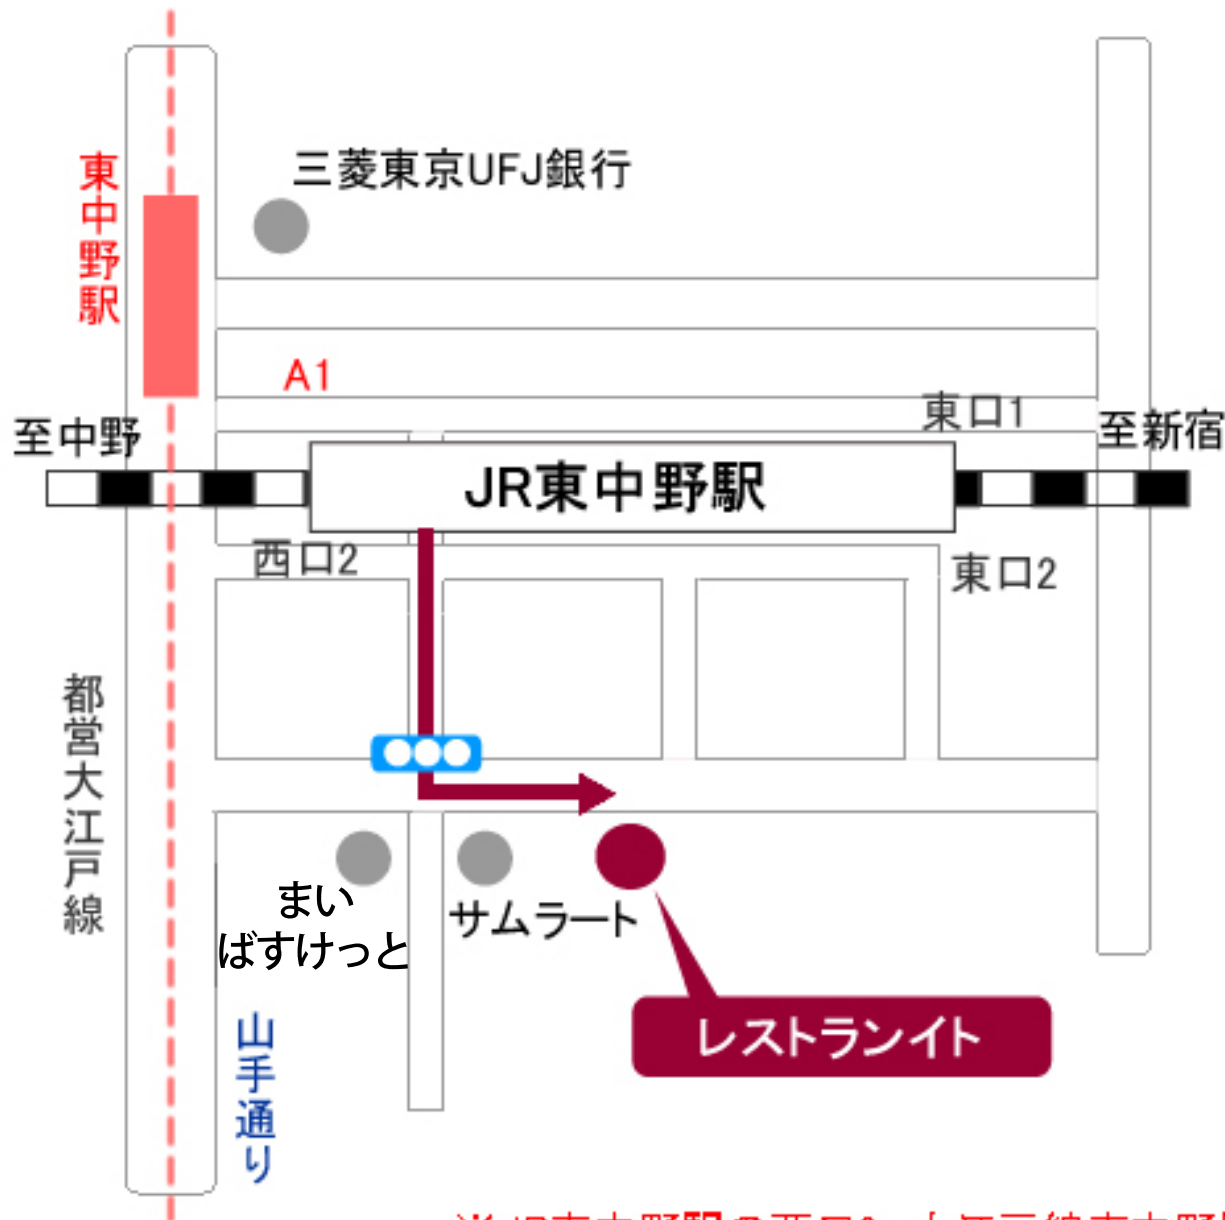 三菱東京UFJ銀行
東中野駅
A1
東口1
至中野
至新宿
JR東中野駅
西口2
東口2
都営大江戸線
まい
ばすけっと
サムラート
レストランイト
山手通り